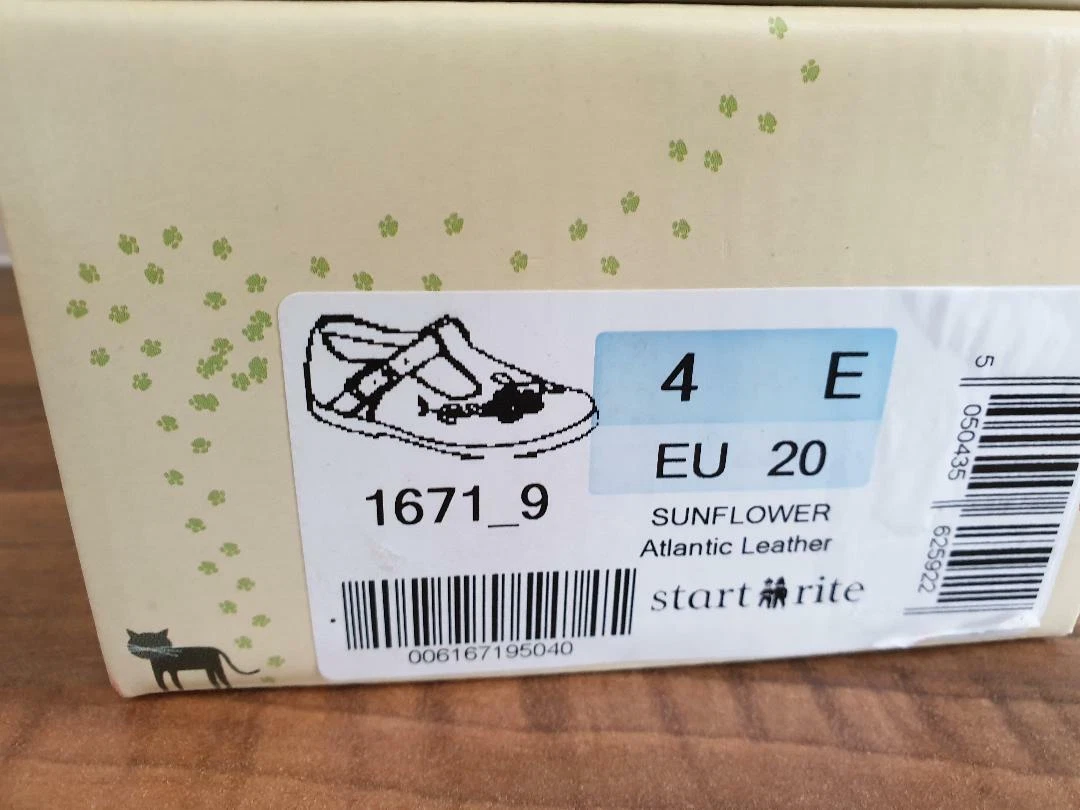 4 E
EU 20
1671_9
SUNFLOWER
Atlantic Leather
start rite
006167195040
5 050435 625922